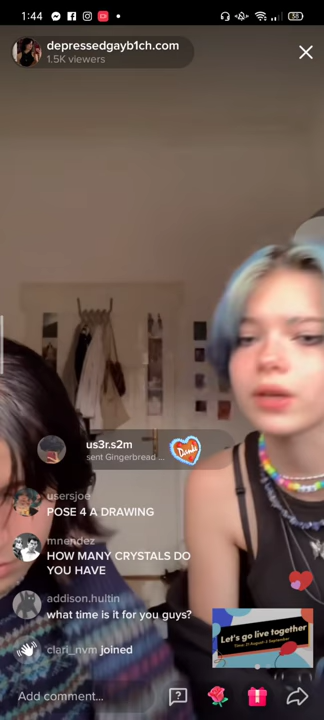 1:44
58
depressedgayb1ch.com
1.5K viewers
us3r.s2m
sent Gingerbread ...
usersjoe
POSE 4 A DRAWING
mnendez
HOW MANY CRYSTALS DO
YOU HAVE
addison.hultin
what time is it for you guys?
Let's go live together
clari_nvm joined
Add comment...